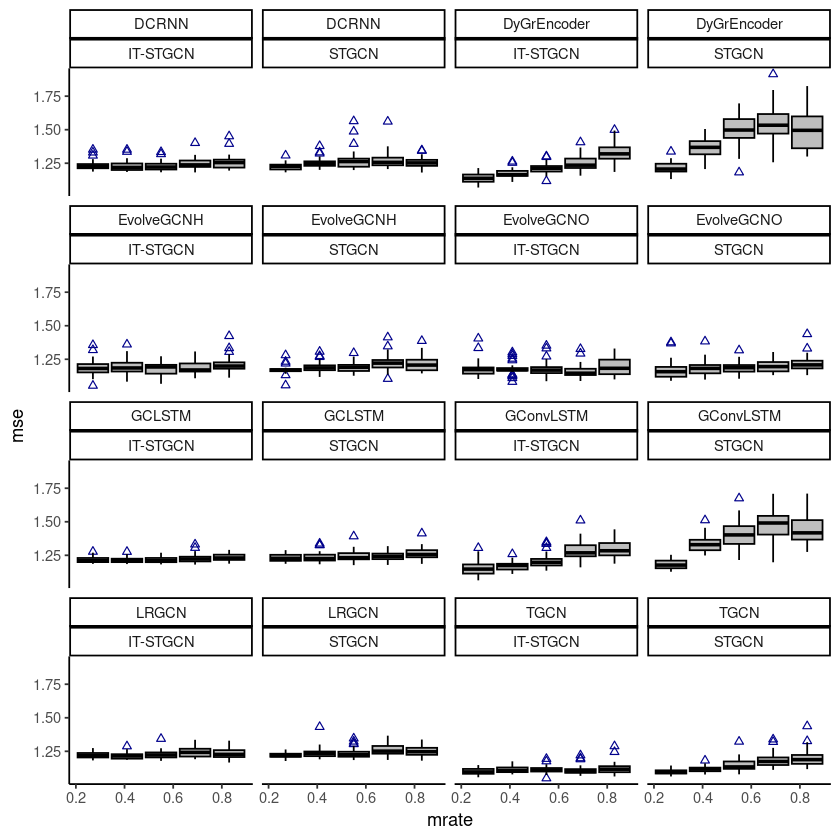 DCRNN DCRNN DyGrEncoder DyGrEncoder
IT-STGCN STGCN IT-STGCN STGCN
1.75
1.50
1.25
EvolveGCNH EvolveGCNH EvolveGCNO EvolveGCNO
IT-STGCN STGCN IT-STGCN STGCN
1.75
1.50
1.25
mse
GCLSTM GCLSTM GConvLSTM GConvLSTM
IT-STGCN STGCN IT-STGCN STGCN
1.75
1.50
1.25
LRGCN LRGCN TGCN TGCN
IT-STGCN STGCN IT-STGCN STGCN
1.75
1.50
1.25
0.2 0.4 0.6 0.8 0.2 0.4 0.6 0.8 0.2 0.4 0.6 0.8 0.2 0.4 0.6 0.8
mrate